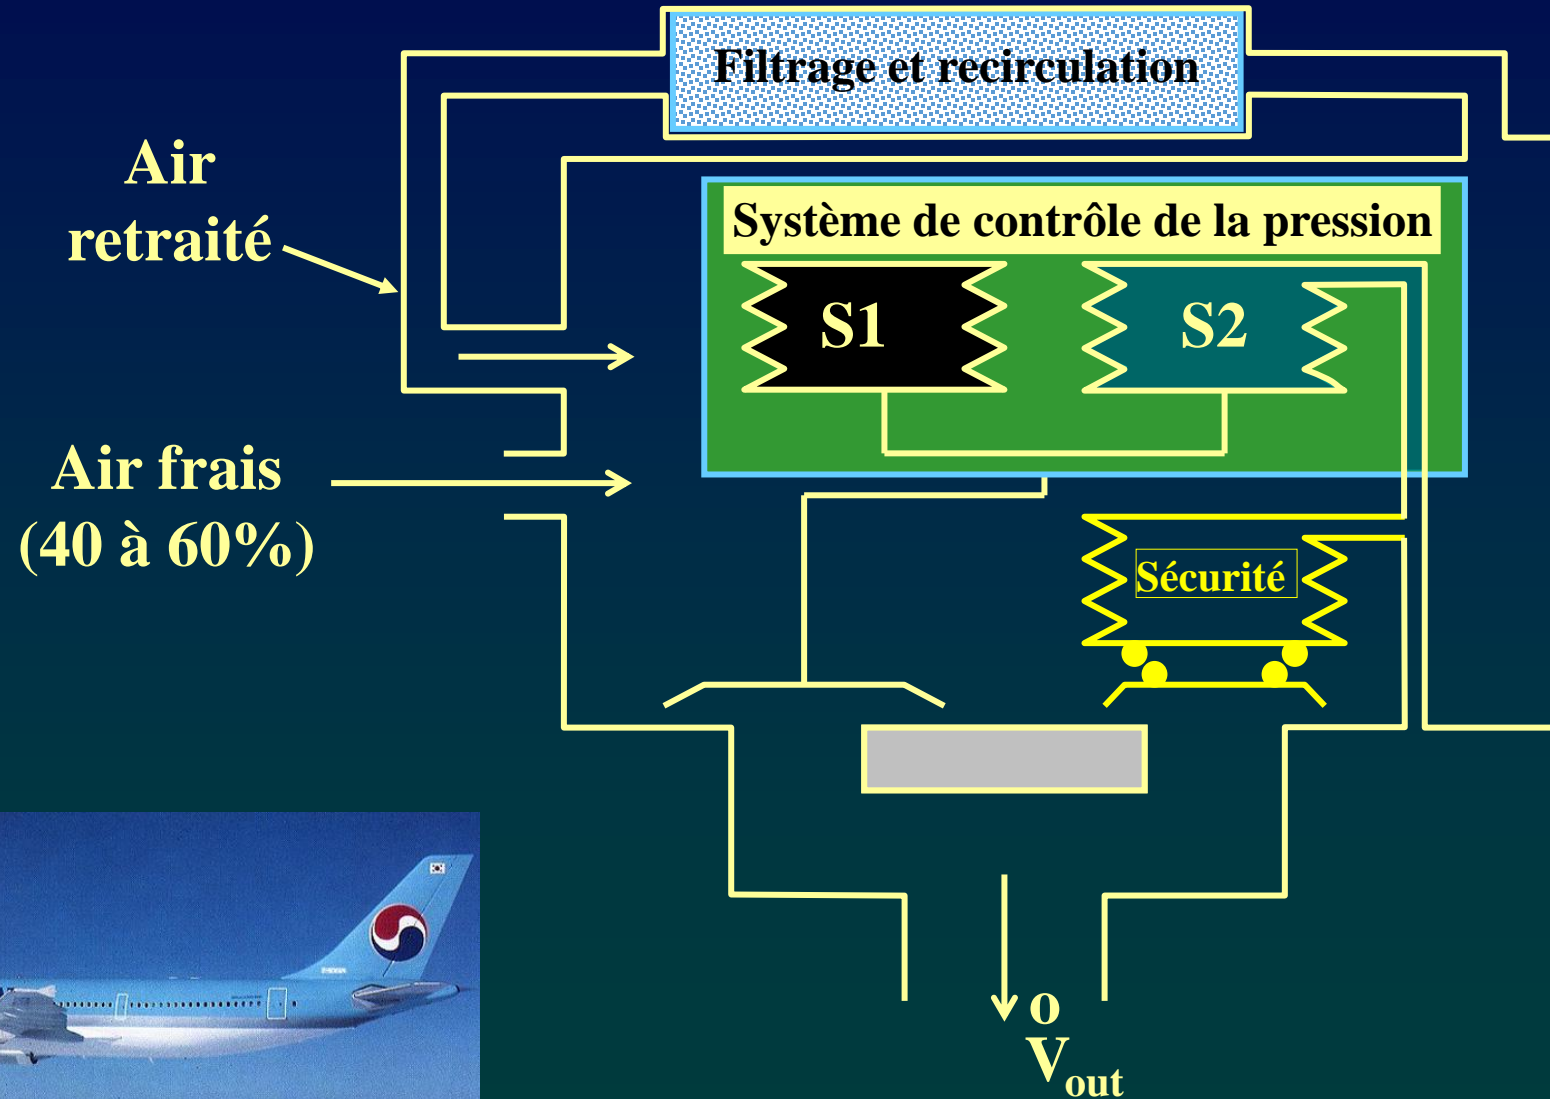 Filtrage et recirculation
Air
retraité
Système de contrôle de la pression
S1
S2
Air frais
(40 à 60%)
Sécurité
o
V out